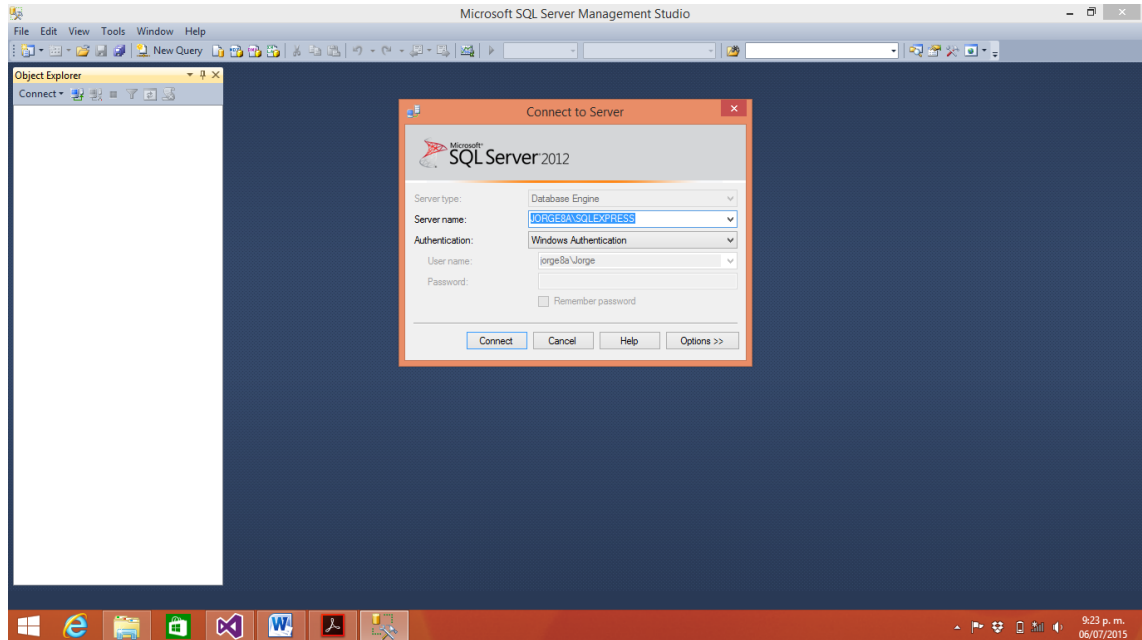 Microsoft SQL Server Management Studio
File Edit View Tools Window Help
New Query
Object Explorer
Connect
Connect to Server
Microsoft
SQL Server 2012
Server type: Database Engine
Server name: JORGE8A\SQLEXPRESS
Authentication: Windows Authentication
User name: jorge8a\Jorge
Password:
Remember password
Connect Cancel Help Options >>
9:23 p. m.
06/07/2015